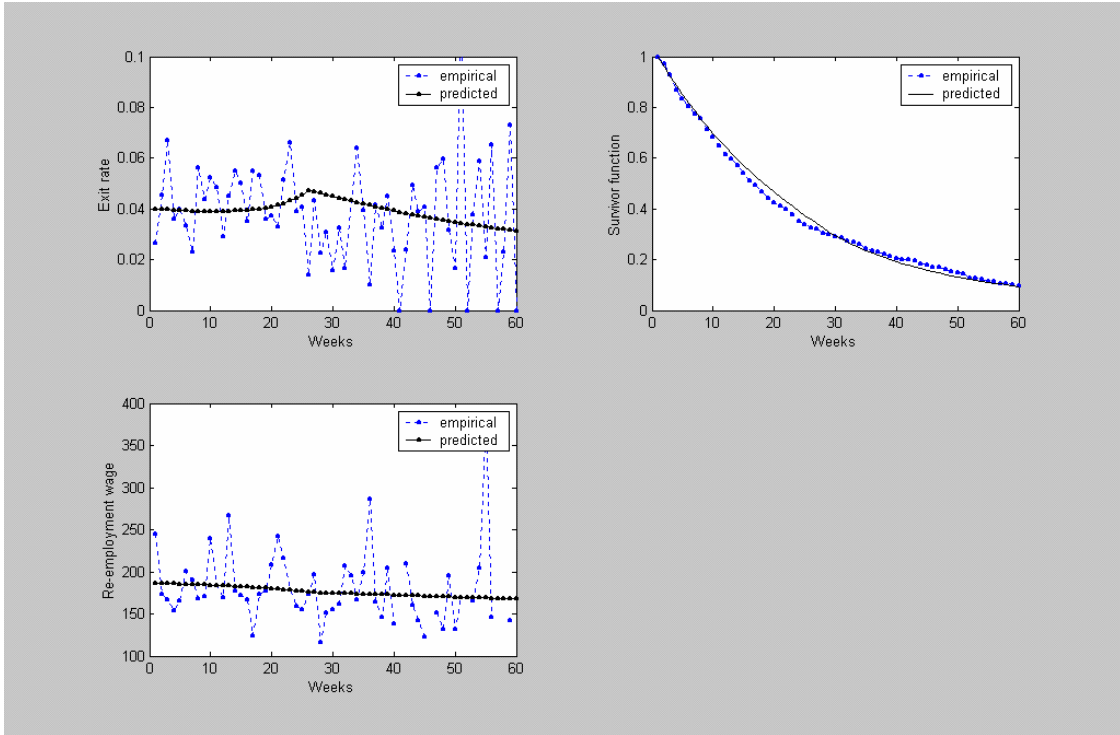 0.1
0.08
0.06
0.04
0.02
0
Exit rate
empirical
predicted
0 10 20 30 40 50 60
Weeks
1
0.8
0.6
0.4
0.2
0
Survivor function
empirical
predicted
0 10 20 30 40 50 60
Weeks
400
350
300
250
200
150
100
Re-employment wage
empirical
predicted
0 10 20 30 40 50 60
Weeks